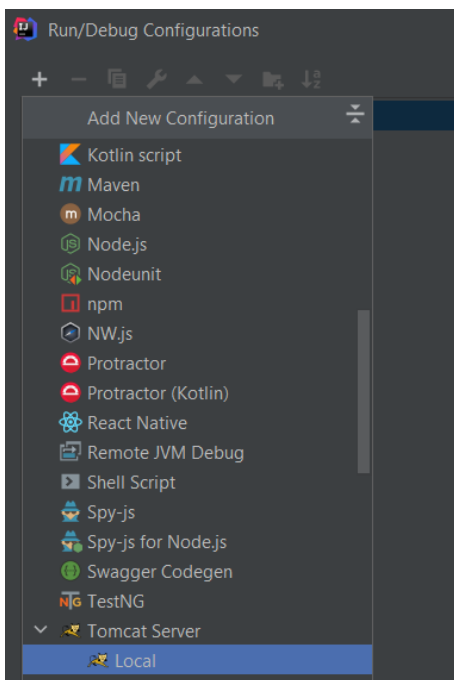 Run/Debug Configurations
Add New Configuration
Kotlin script
Maven
Mocha
Node.js
Nodeunit
npm
NW.js
Protractor
Protractor (Kotlin)
React Native
Remote JVM Debug
Shell Script
Spy-js
Spy-js for Node.js
Swagger Codegen
TestNG
Tomcat Server
Local